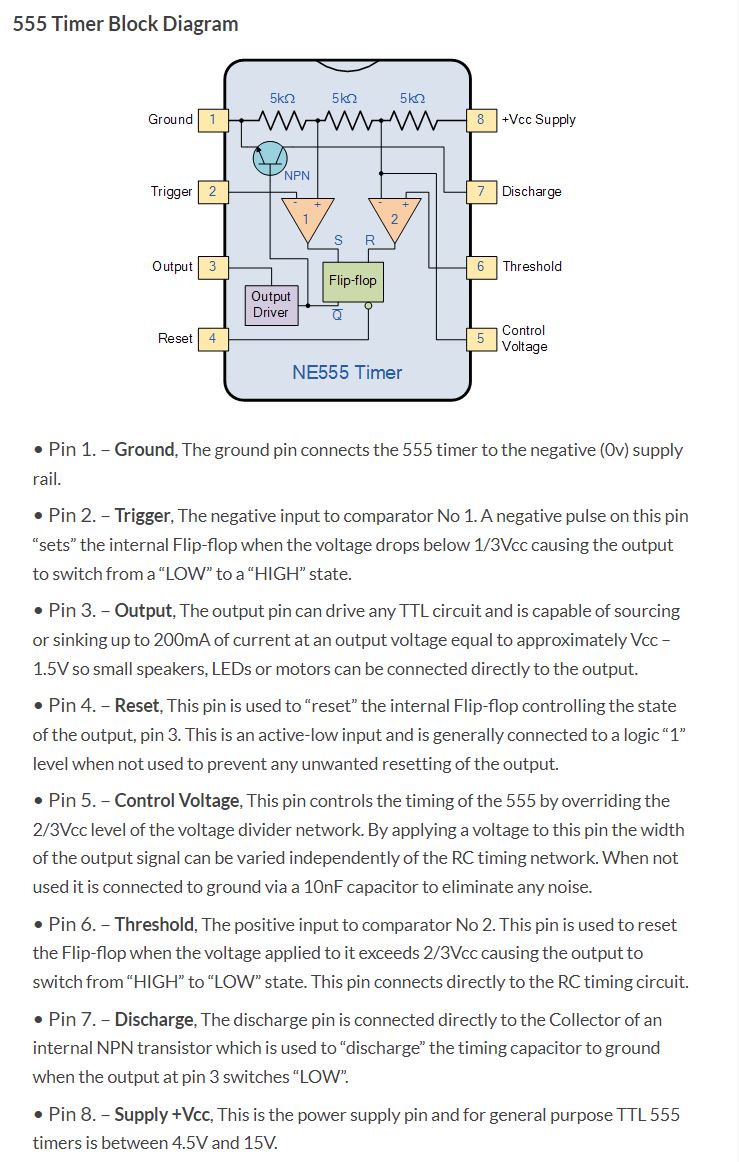 555 Timer Block Diagram
5kΩ 5kΩ 5kΩ
Ground 1 8 +Vcc Supply
NPN
Trigger 2 7 Discharge
- + - +
1 2
S R
Output 3 6 Threshold
Flip-flop
Output
Driver
Q̅
Reset 4 5 Control
Voltage
NE555 Timer
• Pin 1. – Ground, The ground pin connects the 555 timer to the negative (0v) supply
rail.
• Pin 2. – Trigger, The negative input to comparator No 1. A negative pulse on this pin
“sets” the internal Flip-flop when the voltage drops below 1/3Vcc causing the output
to switch from a “LOW” to a “HIGH” state.
• Pin 3. – Output, The output pin can drive any TTL circuit and is capable of sourcing
or sinking up to 200mA of current at an output voltage equal to approximately Vcc –
1.5V so small speakers, LEDs or motors can be connected directly to the output.
• Pin 4. – Reset, This pin is used to “reset” the internal Flip-flop controlling the state
of the output, pin 3. This is an active-low input and is generally connected to a logic “1”
level when not used to prevent any unwanted resetting of the output.
• Pin 5. – Control Voltage, This pin controls the timing of the 555 by overriding the
2/3Vcc level of the voltage divider network. By applying a voltage to this pin the width
of the output signal can be varied independently of the RC timing network. When not
used it is connected to ground via a 10nF capacitor to eliminate any noise.
• Pin 6. – Threshold, The positive input to comparator No 2. This pin is used to reset
the Flip-flop when the voltage applied to it exceeds 2/3Vcc causing the output to
switch from “HIGH” to “LOW” state. This pin connects directly to the RC timing circuit.
• Pin 7. – Discharge, The discharge pin is connected directly to the Collector of an
internal NPN transistor which is used to “discharge” the timing capacitor to ground
when the output at pin 3 switches “LOW”.
• Pin 8. – Supply +Vcc, This is the power supply pin and for general purpose TTL 555
timers is between 4.5V and 15V.